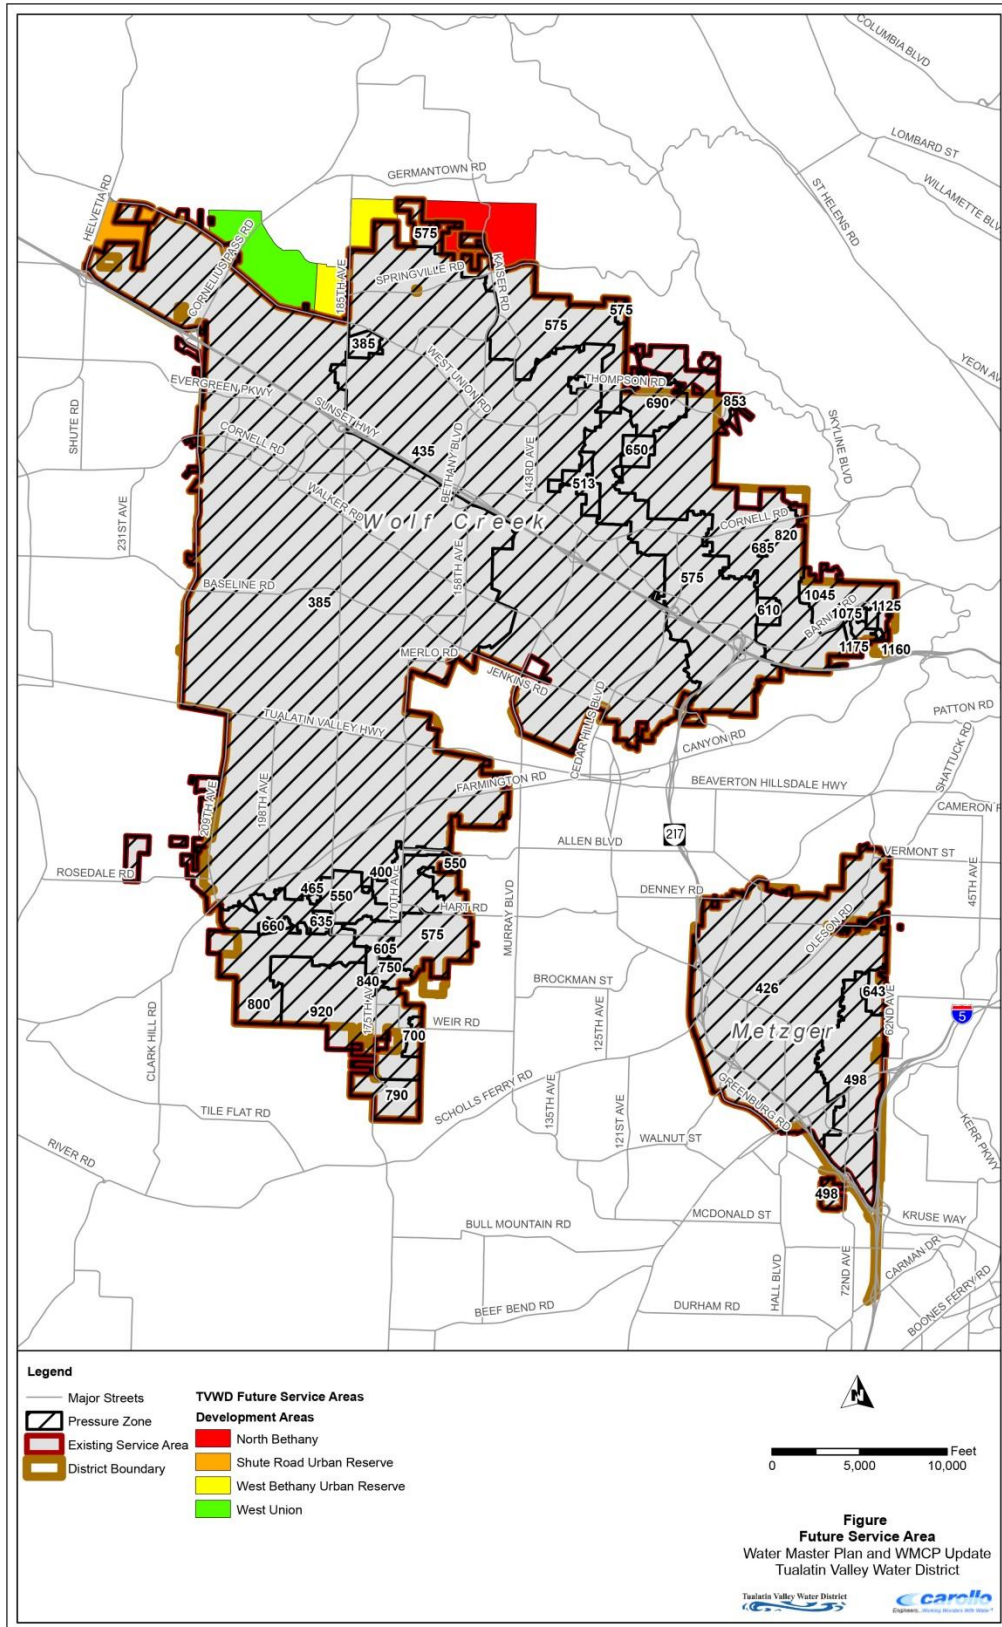 COLUMBIA BLVD
LOMBARD ST
WILLAMETTE BLV
ST HELENS RD
YEON AV
SKYLINE BLVD
GERMANTOWN RD
HELVETIA RD
CORNELIUS PASS RD
185TH AVE
575
SPRINGVILLE RD
KAISER RD
575
575
385
WEST UNION RD
THOMPSON RD
EVERGREEN PKWY
690
853
SHUTE RD
SUNSET HWY
CORNELL RD
435
BETHANY BLVD
143RD AVE
650
513
WALKER RD
231ST AVE
Wolf Creek
CORNELL RD
820
685
158TH AVE
BASELINE RD
385
575
610
1045
1075
1125
BARNES RD
1175
1160
MERLO RD
JENKINS RD
TUALATIN VALLEY HWY
CEDAR HILLS BLVD
CANYON RD
PATTON RD
SHATTUCK RD
FARMINGTON RD
BEAVERTON HILLSDALE HWY
CAMERON R
198TH AVE
209TH AVE
217
ALLEN BLVD
VERMONT ST
ROSEDALE RD
400
550
465
550
170TH AVE
HART RD
DENNEY RD
45TH AVE
MURRAY BLVD
OLESON RD
660
635
575
605
750
840
BROCKMAN ST
426
643
62ND AVE
800
920
175TH AVE
WEIR RD
700
125TH AVE
Metzger
5
CLARK HILL RD
790
SCHOLLS FERRY RD
498
TILE FLAT RD
135TH AVE
121ST AVE
GREENBURG RD
WALNUT ST
KERR PKWY
RIVER RD
498
BULL MOUNTAIN RD
MCDONALD ST
KRUSE WAY
HALL BLVD
72ND AVE
CARMAN DR
BEEF BEND RD
DURHAM RD
BOONES FERRY RD
Legend
Major Streets
Pressure Zone
Existing Service Area
District Boundary
TVWD Future Service Areas
Development Areas
North Bethany
Shute Road Urban Reserve
West Bethany Urban Reserve
West Union
N
Feet
0 5,000 10,000
Figure
Future Service Area
Water Master Plan and WMCP Update
Tualatin Valley Water District
Tualatin Valley Water District
carollo
Engineers...Working Wonders With Water